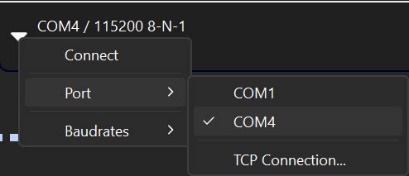 COM4 / 115200 8-N-1
Connect
Port
Baudrates
COM1
COM4
TCP Connection...